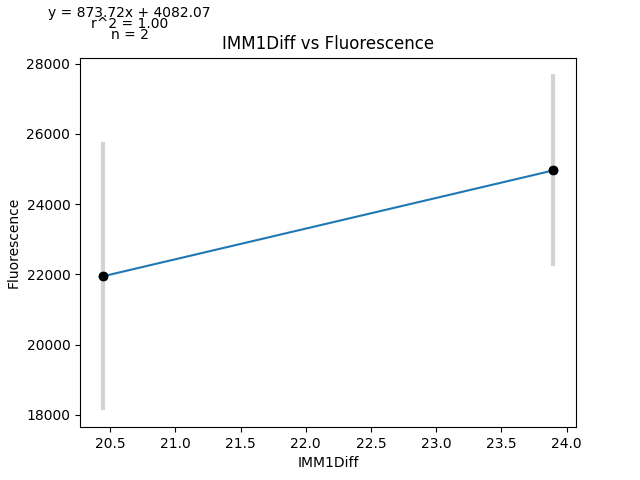 y = 873.72x + 4082.07
r^2 = 1.00
n = 2
IMM1Diff vs Fluorescence
28000
26000
24000
22000
20000
18000
Fluorescence
20.5 21.0 21.5 22.0 22.5 23.0 23.5 24.0
IMM1Diff